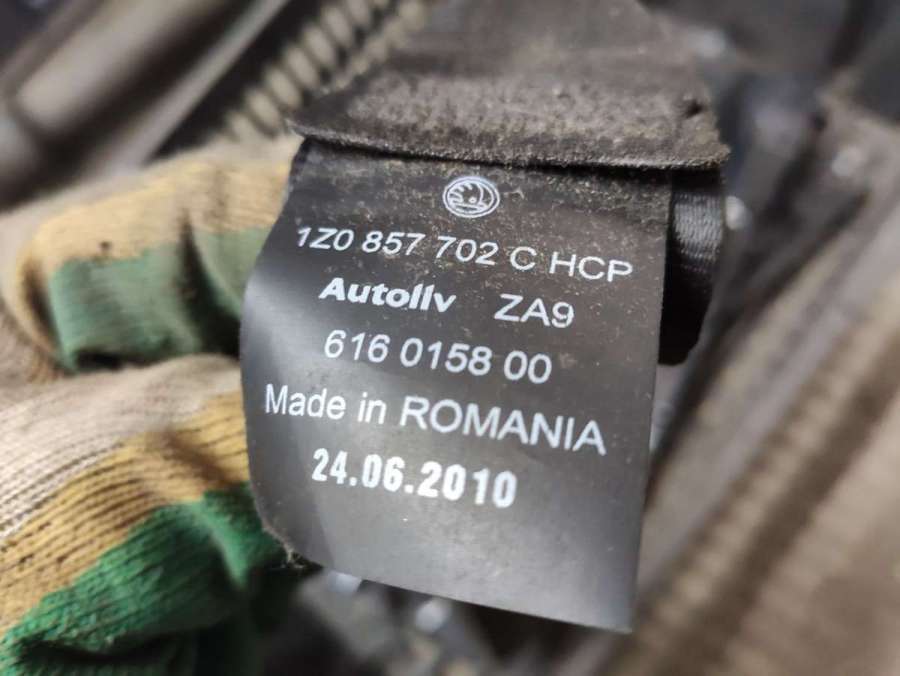 1Z0 857 702 C HCP
Autoliv ZA9
616 0158 00
Made in ROMANIA
24.06.2010